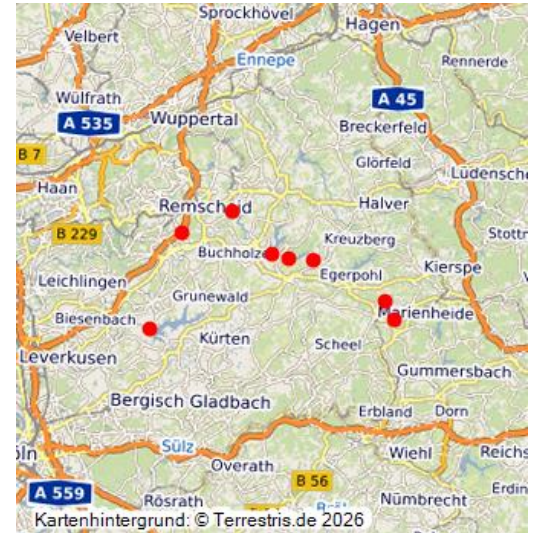 Sprockhövel
Hagen
Velbert
Ennepe
Rennerde
Wülfrath
A 45
A 535
Wuppertal
Breckerfeld
B 7
Glörfeld
Lüdensche
Haan
Remscheid
Halver
B 229
Stottr
Kreuzberg
Buchholze
Kierspe
Leichlingen
Egerpohl
Grunewald
Biesenbach
Marienheide
Kürten
Scheel
Leverkusen
Gummersbach
Bergisch Gladbach
Erbland
Dorn
Sülz
öln
Wiehl
Reichs
Overath
B 56
Erdin
A 559
Rösrath
Nümbrecht
Kartenhintergrund: © Terrestris.de 2026